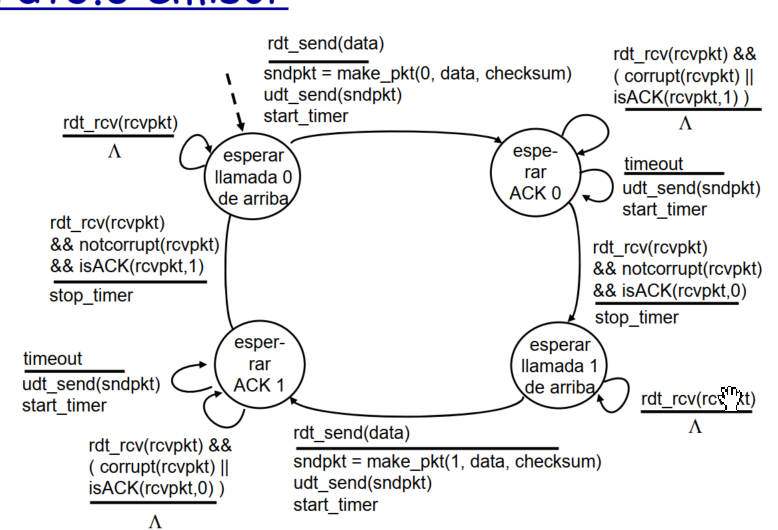 rdt_send(data)
sndpkt = make_pkt(0, data, checksum)
udt_send(sndpkt)
start_timer
rdt_rcv(rcvpkt) &&
( corrupt(rcvpkt) ||
isACK(rcvpkt,1) )
Λ
rdt_rcv(rcvpkt)
Λ
esperar
llamada 0
de arriba
espe-
rar
ACK 0
timeout
udt_send(sndpkt)
start_timer
rdt_rcv(rcvpkt)
&& notcorrupt(rcvpkt)
&& isACK(rcvpkt,1)
stop_timer
rdt_rcv(rcvpkt)
&& notcorrupt(rcvpkt)
&& isACK(rcvpkt,0)
stop_timer
timeout
udt_send(sndpkt)
start_timer
esper-
rar
ACK 1
esperar
llamada 1
de arriba
Λ
rdt_rcv(rcvpkt) &&
( corrupt(rcvpkt) ||
isACK(rcvpkt,0) )
Λ
rdt_send(data)
sndpkt = make_pkt(1, data, checksum)
udt_send(sndpkt)
start_timer